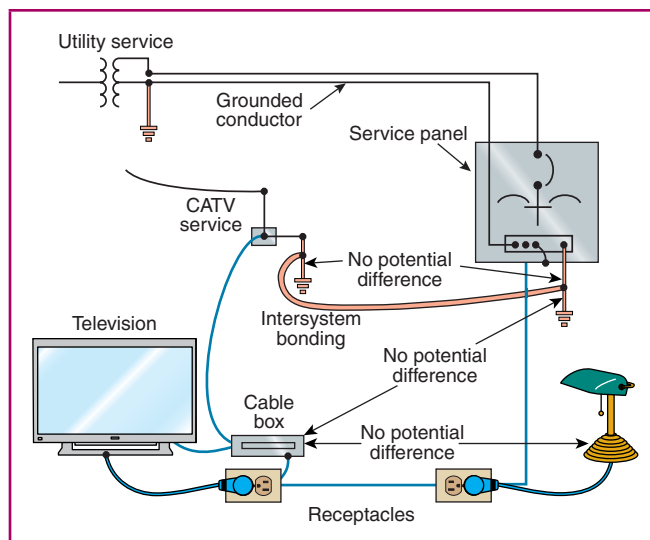 Utility service
Grounded
conductor
Service panel
CATV
service
No potential
difference
Intersystem
bonding
Television
No potential
difference
Cable
box
No potential
difference
Receptacles